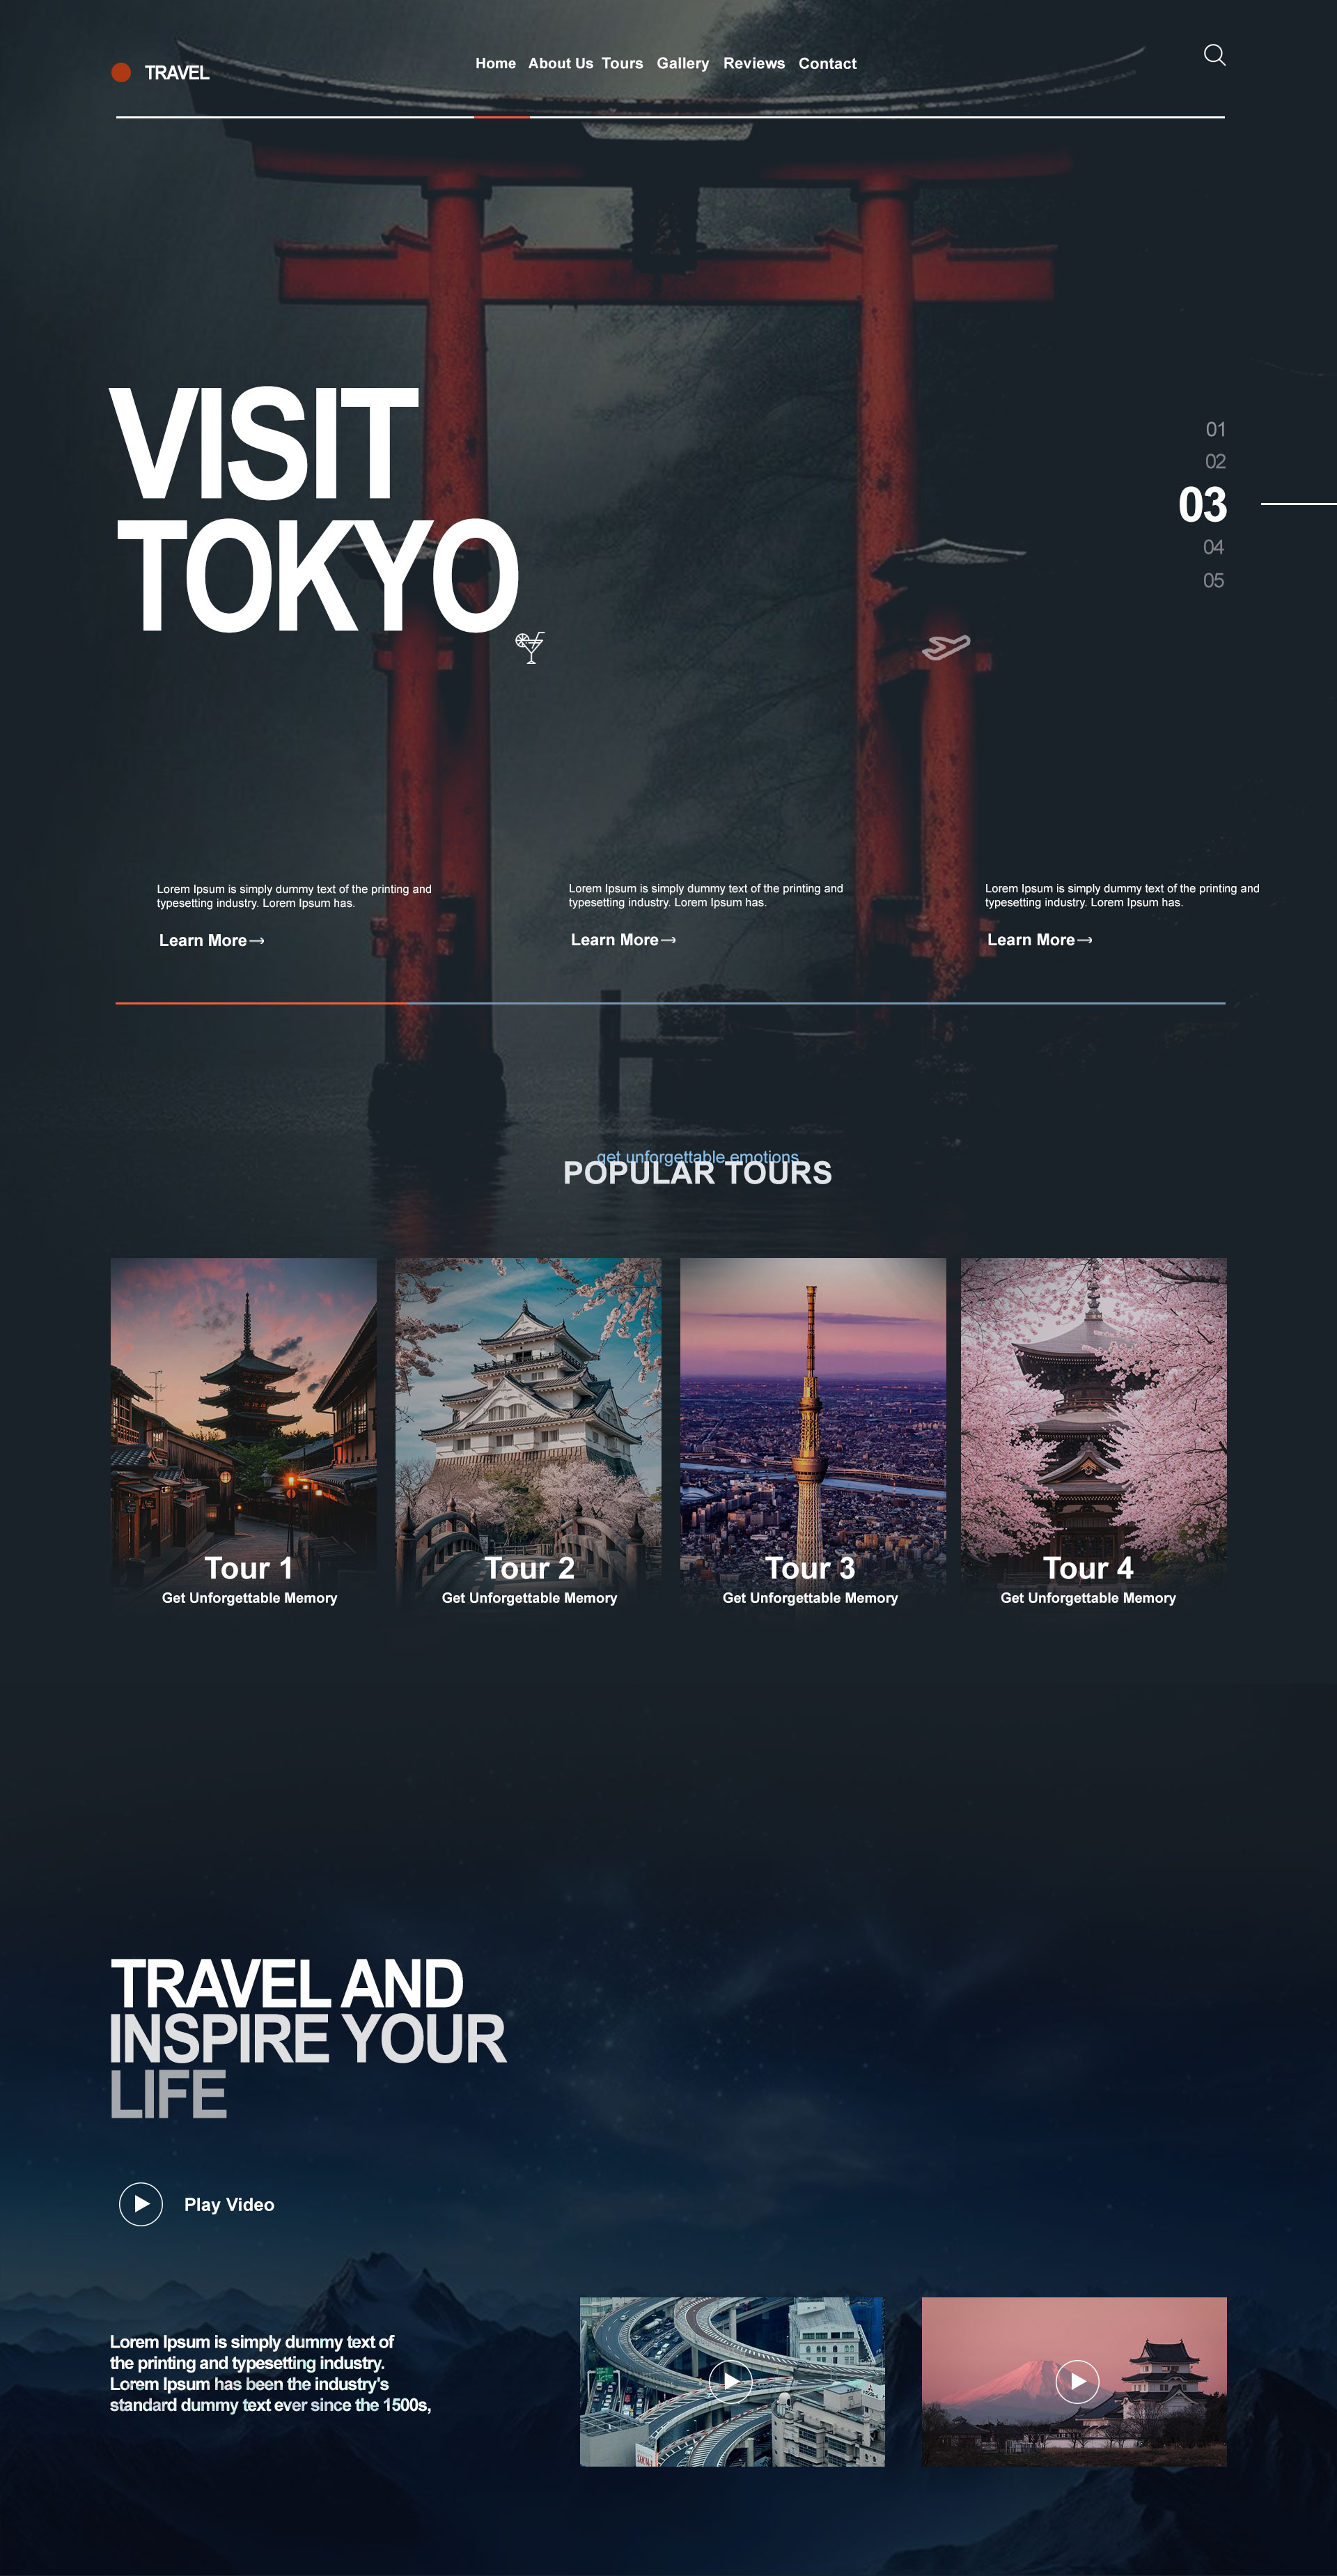 TRAVEL
Home About Us Tours Gallery Reviews Contact
VISIT
TOKYO
01
02
03
04
05
Lorem Ipsum is simply dummy text of the printing and
typesetting industry. Lorem Ipsum has.
Learn More→
Lorem Ipsum is simply dummy text of the printing and
typesetting industry. Lorem Ipsum has.
Learn More→
Lorem Ipsum is simply dummy text of the printing and
typesetting industry. Lorem Ipsum has.
Learn More→
get unforgettable emotions
POPULAR TOURS
Tour 1
Get Unforgettable Memory
Tour 2
Get Unforgettable Memory
Tour 3
Get Unforgettable Memory
Tour 4
Get Unforgettable Memory
TRAVEL AND
INSPIRE YOUR
LIFE
Play Video
Lorem Ipsum is simply dummy text of
the printing and typesetting industry.
Lorem Ipsum has been the industry's
standard dummy text ever since the 1500s,